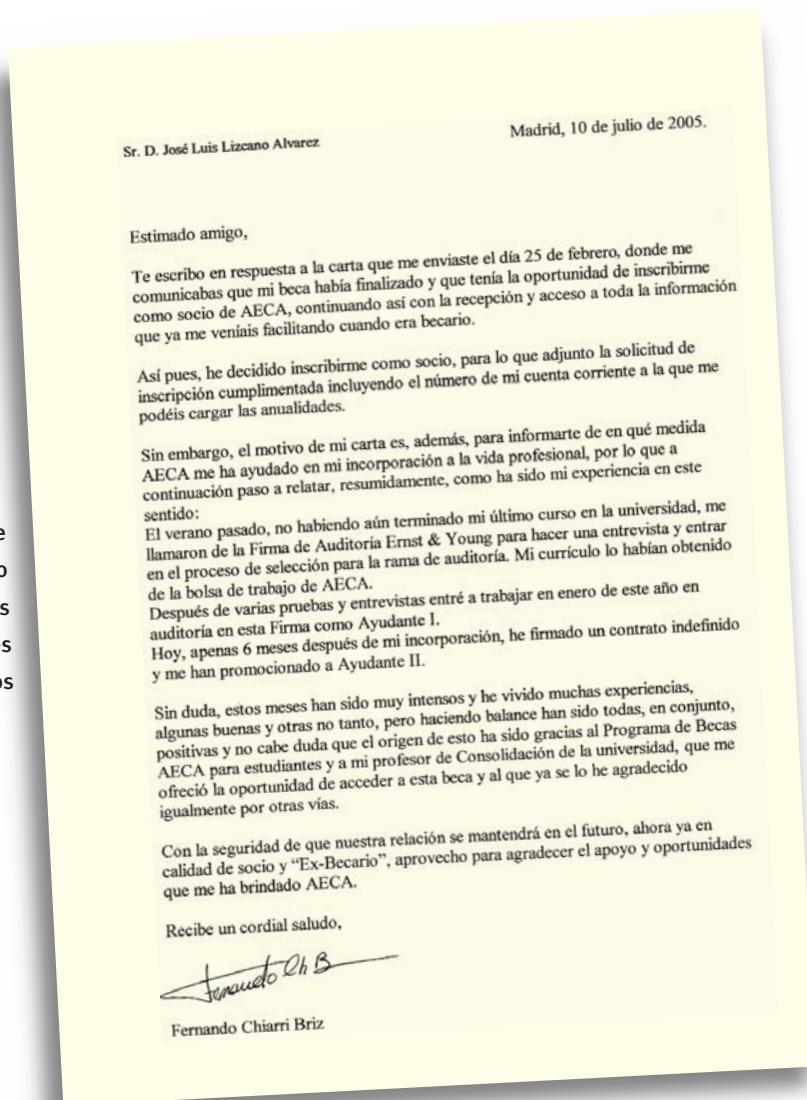 Sr. D. José Luis Lizcano Alvarez
Madrid, 10 de julio de 2005.
Estimado amigo,
Te escribo en respuesta a la carta que me enviaste el día 25 de febrero, donde me
comunicabas que mi beca había finalizado y que tenía la oportunidad de inscribirme
como socio de AECA, continuando así con la recepción y acceso a toda la información
que ya me veníais facilitando cuando era becario.
Así pues, he decidido inscribirme como socio, para lo que adjunto la solicitud de
inscripción cumplimentada incluyendo el número de mi cuenta corriente a la que me
podéis cargar las anualidades.
Sin embargo, el motivo de mi carta es, además, para informarte de en qué medida
AECA me ha ayudado en mi incorporación a la vida profesional, por lo que a
continuación paso a relatar, resumidamente, como ha sido mi experiencia en este
sentido:
El verano pasado, no habiendo aún terminado mi último curso en la universidad, me
llamaron de la Firma de Auditoría Ernst & Young para hacer una entrevista y entrar
en el proceso de selección para la rama de auditoría. Mi currículo lo habían obtenido
de la bolsa de trabajo de AECA.
Después de varias pruebas y entrevistas entré a trabajar en enero de este año en
auditoría en esta Firma como Ayudante I.
Hoy, apenas 6 meses después de mi incorporación, he firmado un contrato indefinido
y me han promocionado a Ayudante II.
Sin duda, estos meses han sido muy intensos y he vivido muchas experiencias,
algunas buenas y otras no tanto, pero haciendo balance han sido todas, en conjunto,
positivas y no cabe duda que el origen de esto ha sido gracias al Programa de Becas
AECA para estudiantes y a mi profesor de Consolidación de la universidad, que me
ofreció la oportunidad de acceder a esta beca y al que ya se lo he agradecido
igualmente por otras vías.
Con la seguridad de que nuestra relación se mantendrá en el futuro, ahora ya en
calidad de socio y “Ex-Becario”, aprovecho para agradecer el apoyo y oportunidades
que me ha brindado AECA.
Recibe un cordial saludo,
Fernando Ch B
Fernando Chiarri Briz